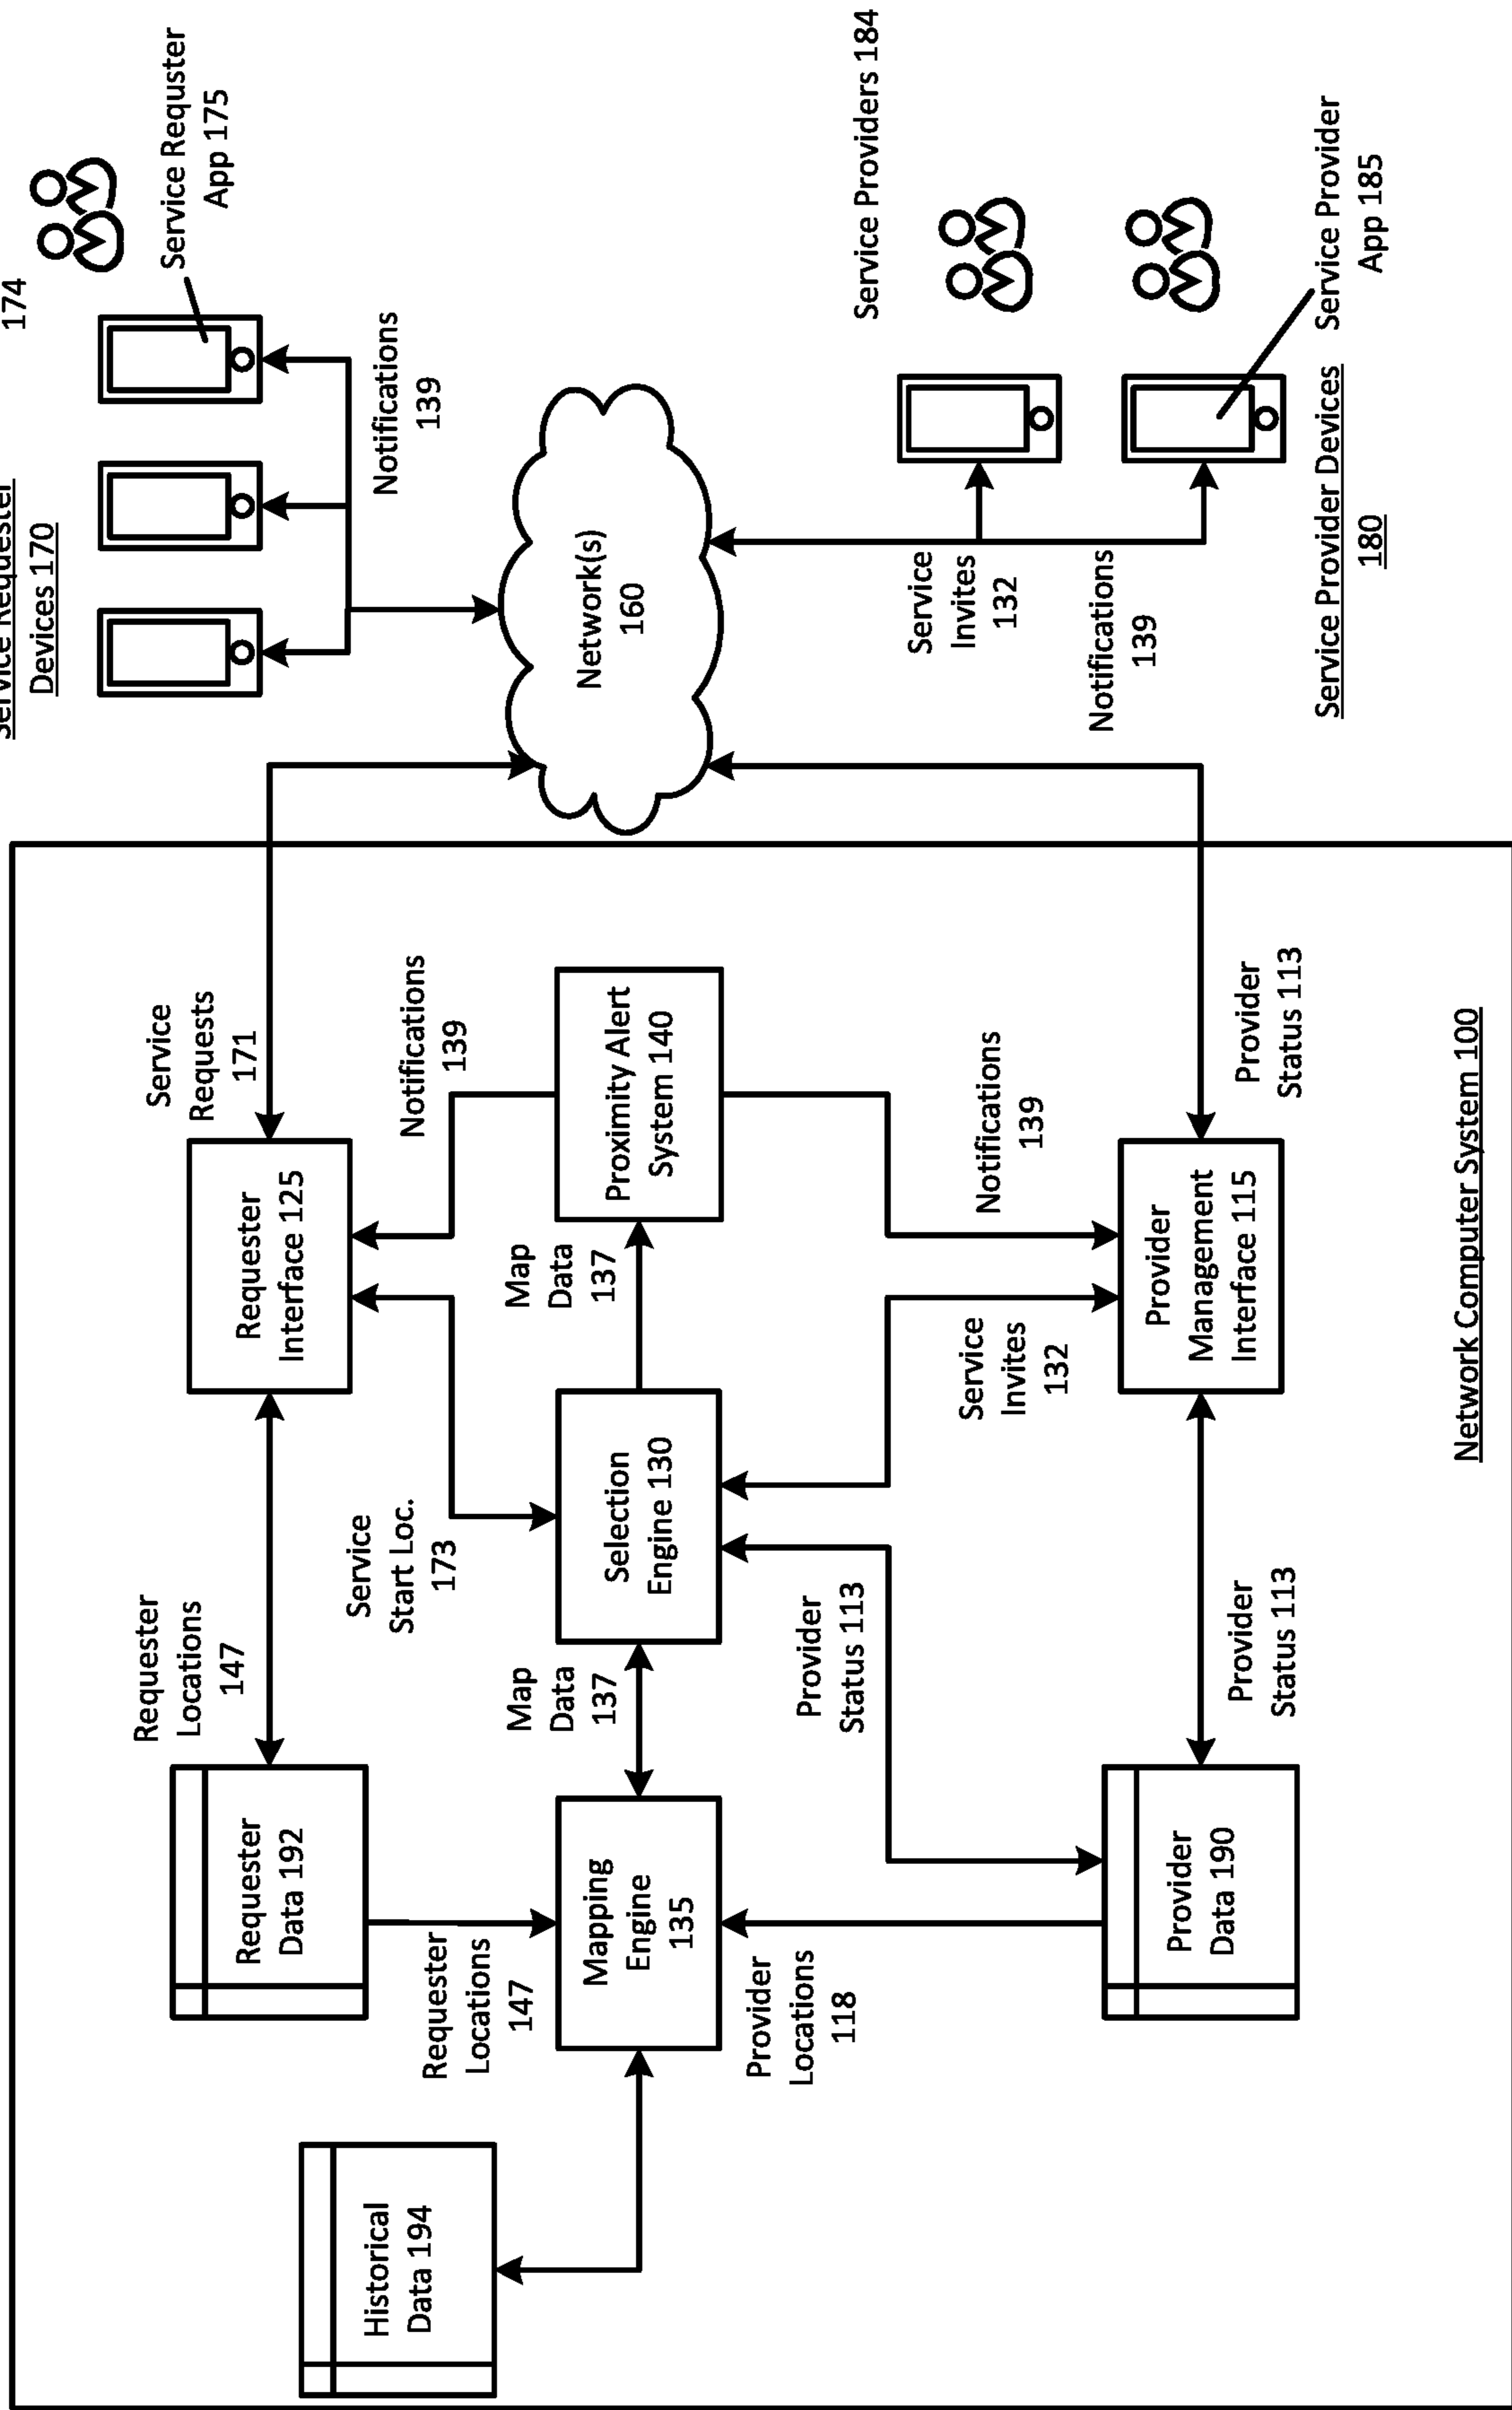 Service Requester
Devices 170
174
Service Requster
App 175
Requester
Locations
147
Service
Requests
171
Requester
Data 192
Requester
Interface 125
Historical
Data 194
Service
Start Loc.
173
Notifications
139
Notifications
139
Requester
Locations
147
Map
Data
137
Map
Data
137
Mapping
Engine
135
Selection
Engine 130
Proximity Alert
System 140
Network(s)
160
Provider
Locations
118
Provider
Status 113
Service
Invites
132
Notifications
139
Service
Invites
132
Notifications
139
Service Providers 184
Provider
Data 190
Provider
Status 113
Provider
Management
Interface 115
Provider
Status 113
Service Provider Devices
180
Service Provider
App 185
Network Computer System 100